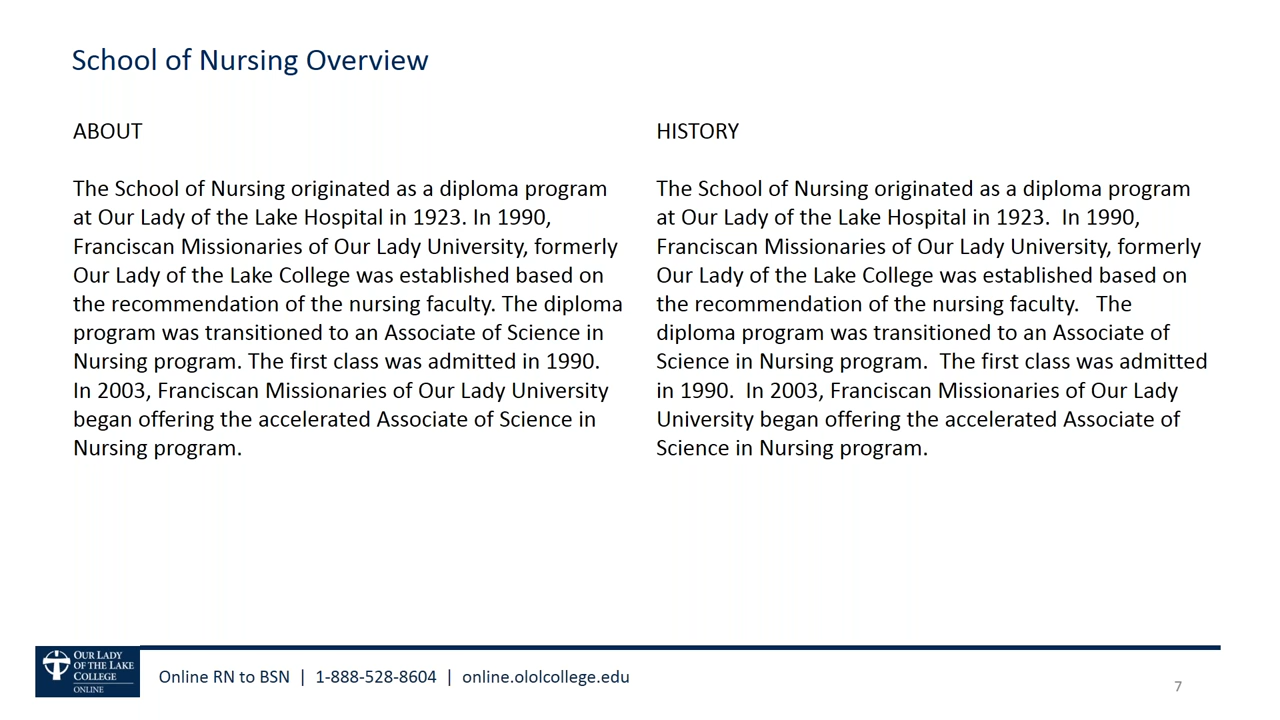 School of Nursing Overview
ABOUT
The School of Nursing originated as a diploma program
at Our Lady of the Lake Hospital in 1923. In 1990,
Franciscan Missionaries of Our Lady University, formerly
Our Lady of the Lake College was established based on
the recommendation of the nursing faculty. The diploma
program was transitioned to an Associate of Science in
Nursing program. The first class was admitted in 1990.
In 2003, Franciscan Missionaries of Our Lady University
began offering the accelerated Associate of Science in
Nursing program.
HISTORY
The School of Nursing originated as a diploma program
at Our Lady of the Lake Hospital in 1923.  In 1990,
Franciscan Missionaries of Our Lady University, formerly
Our Lady of the Lake College was established based on
the recommendation of the nursing faculty.   The
diploma program was transitioned to an Associate of
Science in Nursing program.  The first class was admitted
in 1990.  In 2003, Franciscan Missionaries of Our Lady
University began offering the accelerated Associate of
Science in Nursing program.
OUR LADY
OF THE LAKE
COLLEGE
ONLINE
Online RN to BSN | 1-888-528-8604 | online.ololcollege.edu
7